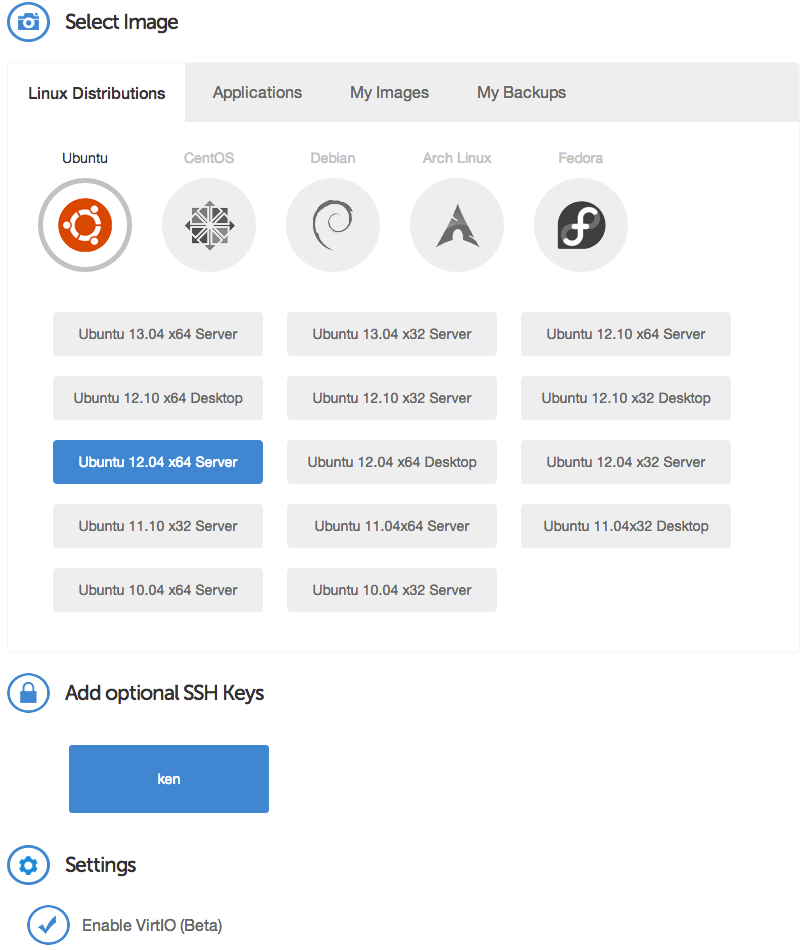 Select Image
Linux Distributions Applications My Images My Backups
Ubuntu CentOS Debian Arch Linux Fedora
Ubuntu 13.04 x64 Server Ubuntu 13.04 x32 Server Ubuntu 12.10 x64 Server
Ubuntu 12.10 x64 Desktop Ubuntu 12.10 x32 Server Ubuntu 12.10 x32 Desktop
Ubuntu 12.04 x64 Server Ubuntu 12.04 x64 Desktop Ubuntu 12.04 x32 Server
Ubuntu 11.10 x32 Server Ubuntu 11.04x64 Server Ubuntu 11.04x32 Desktop
Ubuntu 10.04 x64 Server Ubuntu 10.04 x32 Server
Add optional SSH Keys
ken
Settings
Enable VirtIO (Beta)